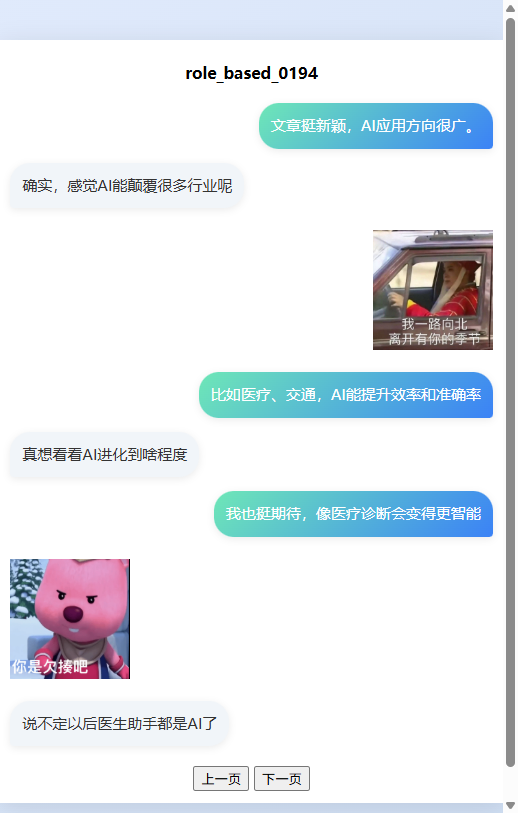 role_based_0194
文章挺新颖，AI应用方向很广。
确实，感觉AI能颠覆很多行业呢
我一路向北
离开有你的季节
比如医疗、交通，AI能提升效率和准确率
真想看看AI进化到啥程度
我也挺期待，像医疗诊断会变得更智能
你是欠揍吧
说不定以后医生助手都是AI了
上一页 下一页